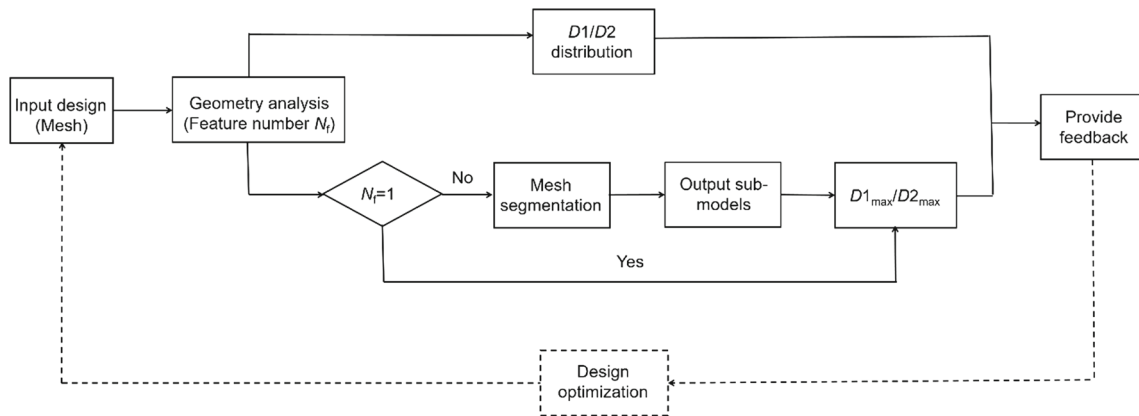 D1/D2
distribution
Input design
(Mesh)
Geometry analysis
(Feature number Nf)
Provide
feedback
Nf=1
No
Mesh
segmentation
Output sub-
models
D1max/D2max
Yes
Design
optimization